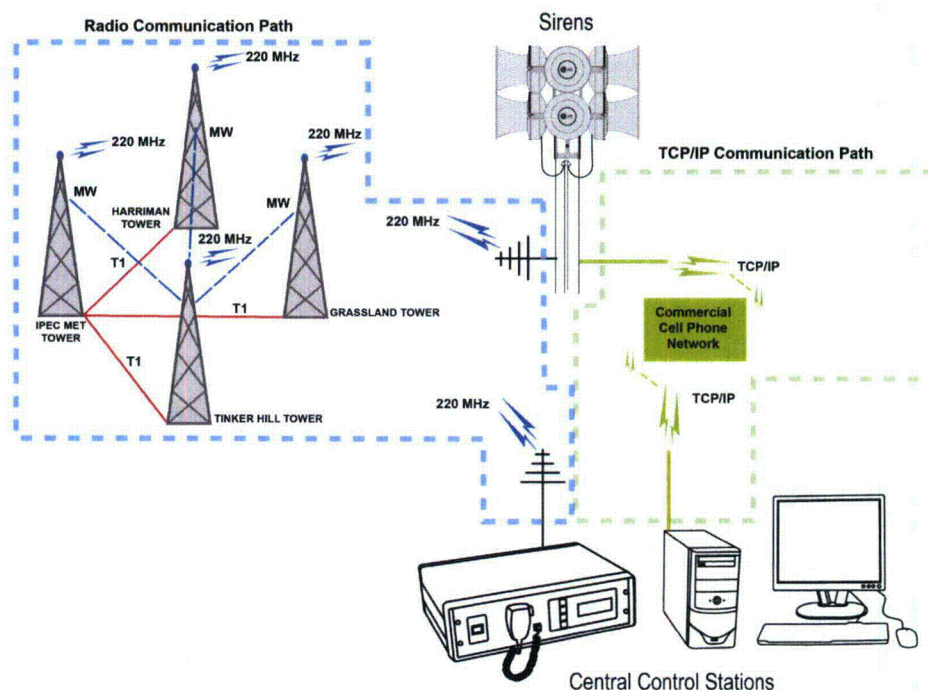 Radio Communication Path
Sirens
220 MHz
MW
220 MHz
220 MHz
TCP/IP Communication Path
MW
MW
HARRIMAN
TOWER
220 MHz
220 MHz
T1
TCP/IP
IPEC MET
TOWER
T1
GRASSLAND TOWER
Commercial
Cell Phone
Network
T1
TINKER HILL TOWER
220 MHz
TCP/IP
Central Control Stations